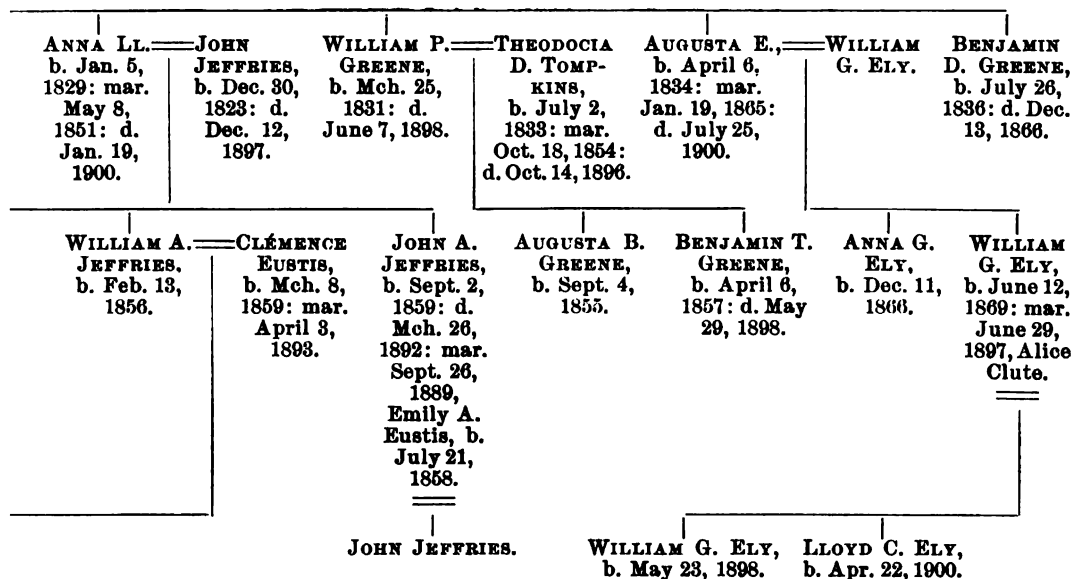 ANNA LL.
b. Jan. 5,
1829: mar.
May 8,
1851: d.
Jan. 19,
1900.
JOHN
JEFFRIES,
b. Dec. 30,
1823: d.
Dec. 12,
1897.
WILLIAM P.
GREENE,
b. Mch. 25,
1831: d.
June 7, 1898.
THEODOCIA
D. TOMP-
KINS,
b. July 2,
1833: mar.
Oct. 18, 1854:
d. Oct. 14, 1896.
AUGUSTA E.,
b. April 6,
1834: mar.
Jan. 19, 1865:
d. July 25,
1900.
WILLIAM
G. ELY.
BENJAMIN
D. GREENE,
b. July 26,
1836: d. Dec.
13, 1866.
WILLIAM A.
JEFFRIES,
b. Feb. 13,
1856.
CLÉMENCE
EUSTIS,
b. Mch. 8,
1859: mar.
April 3,
1893.
JOHN A.
JEFFRIES,
b. Sept. 2,
1859: d.
Mch. 26,
1892: mar.
Sept. 26,
1889,
Emily A.
Eustis, b.
July 21,
1858.
AUGUSTA B.
GREENE,
b. Sept. 4,
1855.
BENJAMIN T.
GREENE,
b. April 6,
1857: d. May
29, 1898.
ANNA G.
ELY,
b. Dec. 11,
1866.
WILLIAM
G. ELY,
b. June 12,
1869: mar.
June 29,
1897, Alice
Clute.
JOHN JEFFRIES.
WILLIAM G. ELY,
b. May 23, 1898.
LLOYD C. ELY,
b. Apr. 22, 1900.